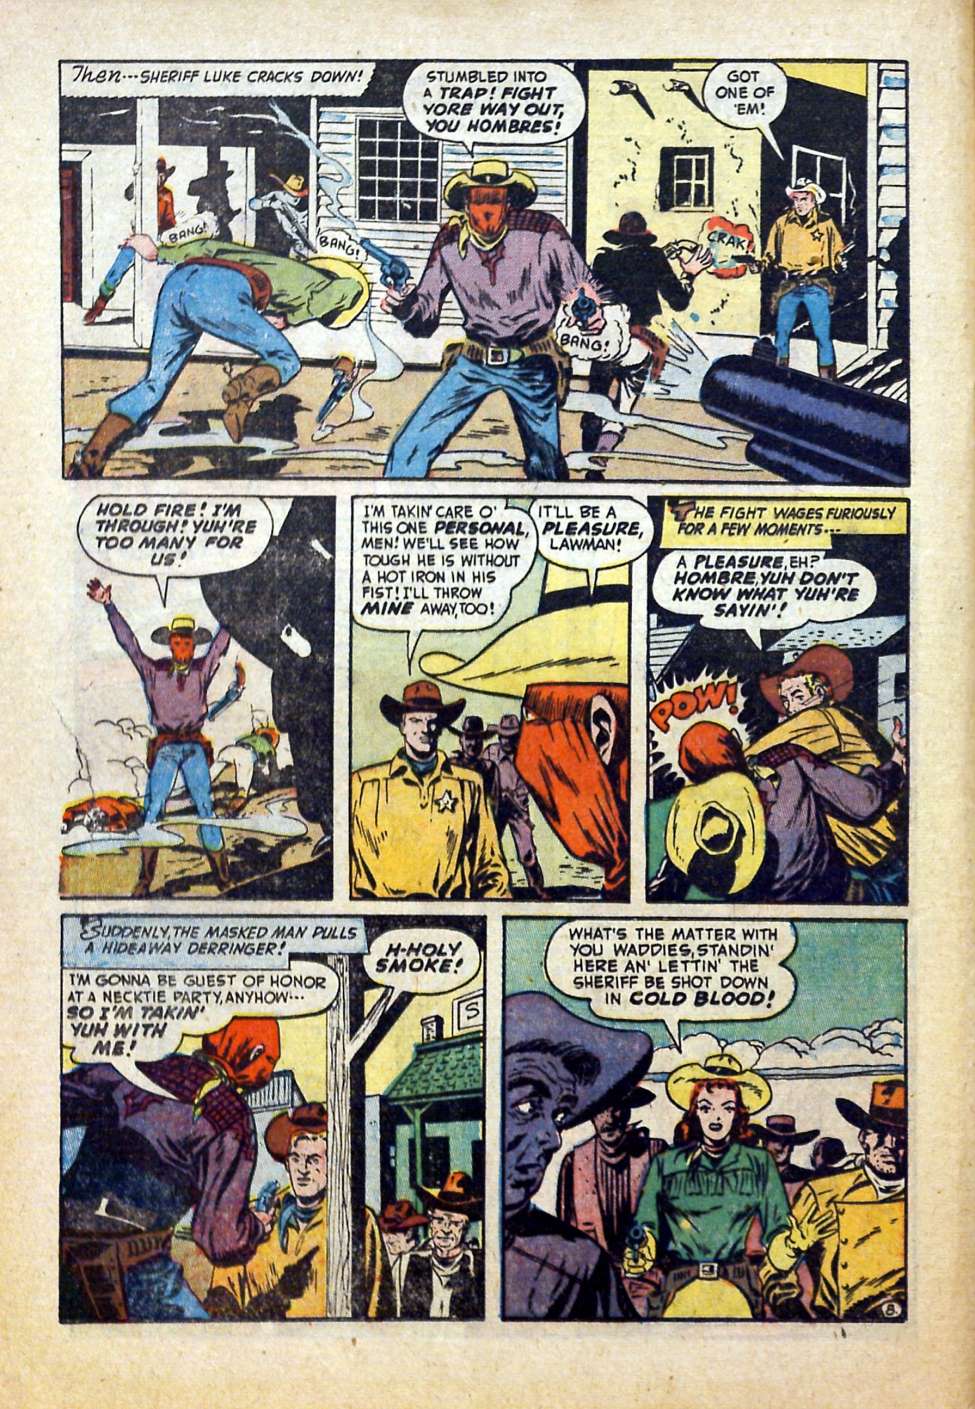 Then--- SHERIFF LUKE CRACKS DOWN!
STUMBLED INTO
A TRAP! FIGHT
YORE WAY OUT,
YOU HOMBRES!
GOT
ONE OF
'EM!
BANG!
BANG!
CRAK!
BANG!
HOLD FIRE! I'M
THROUGH! YUH'RE
TOO MANY FOR
US!
I'M TAKIN' CARE O'
THIS ONE PERSONAL,
MEN! WE'LL SEE HOW
TOUGH HE IS WITHOUT
A HOT IRON IN HIS
FIST! I'LL THROW
MINE AWAY, TOO!
IT'LL BE A
PLEASURE,
LAWMAN!
THE FIGHT WAGES FURIOUSLY
FOR A FEW MOMENTS---
A PLEASURE, EH?
HOMBRE, YUH DON'T
KNOW WHAT YUH'RE
SAYIN'!
POW!
SUDDENLY, THE MASKED MAN PULLS
A HIDEAWAY DERRINGER!
I'M GONNA BE GUEST OF HONOR
AT A NECKTIE PARTY, ANYHOW---
SO I'M TAKIN'
YUH WITH
ME!
H-HOLY
SMOKE!
S
WHAT'S THE MATTER WITH
YOU WADDIES, STANDIN'
HERE AN' LETTIN' THE
SHERIFF BE SHOT DOWN
IN COLD BLOOD!
8